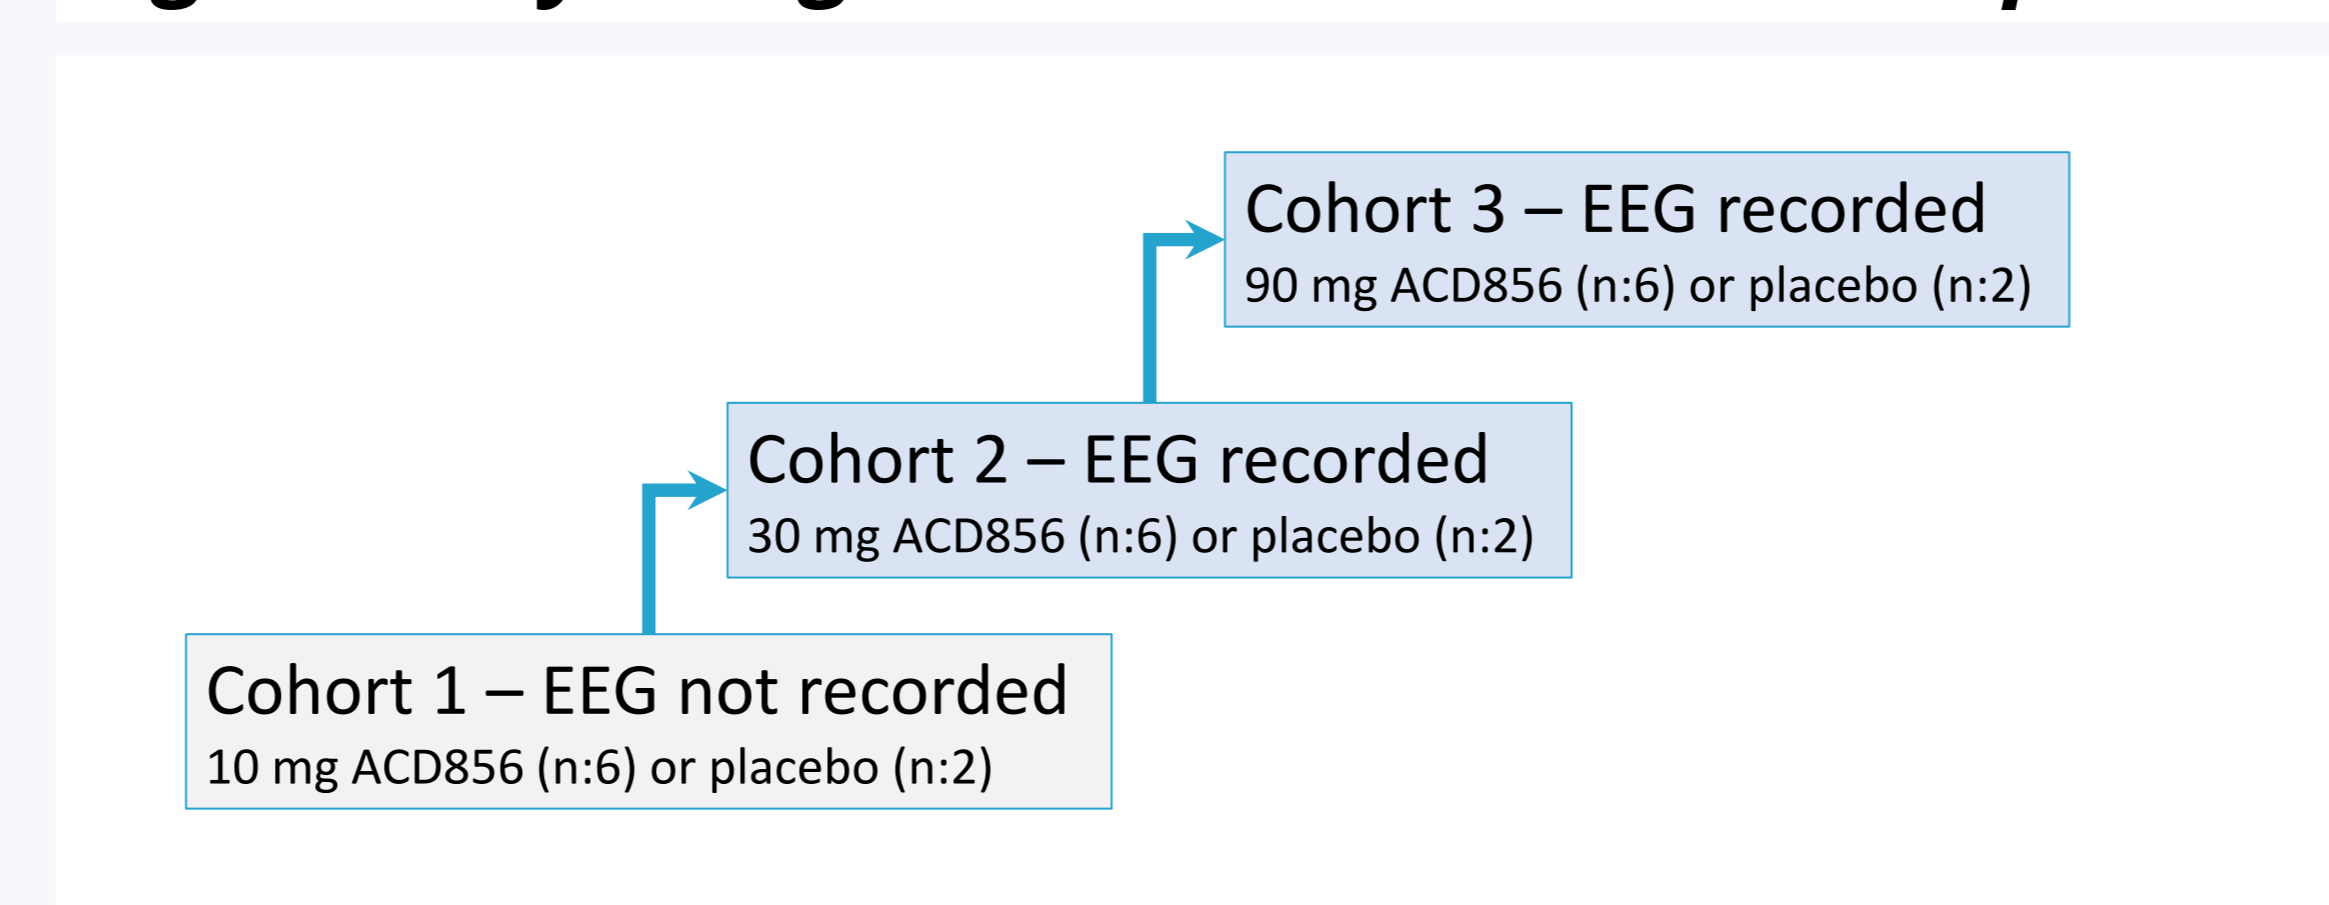 Cohort 3 – EEG recorded
90 mg ACD856 (n:6) or placebo (n:2)
Cohort 2 – EEG recorded
30 mg ACD856 (n:6) or placebo (n:2)
Cohort 1 – EEG not recorded
10 mg ACD856 (n:6) or placebo (n:2)